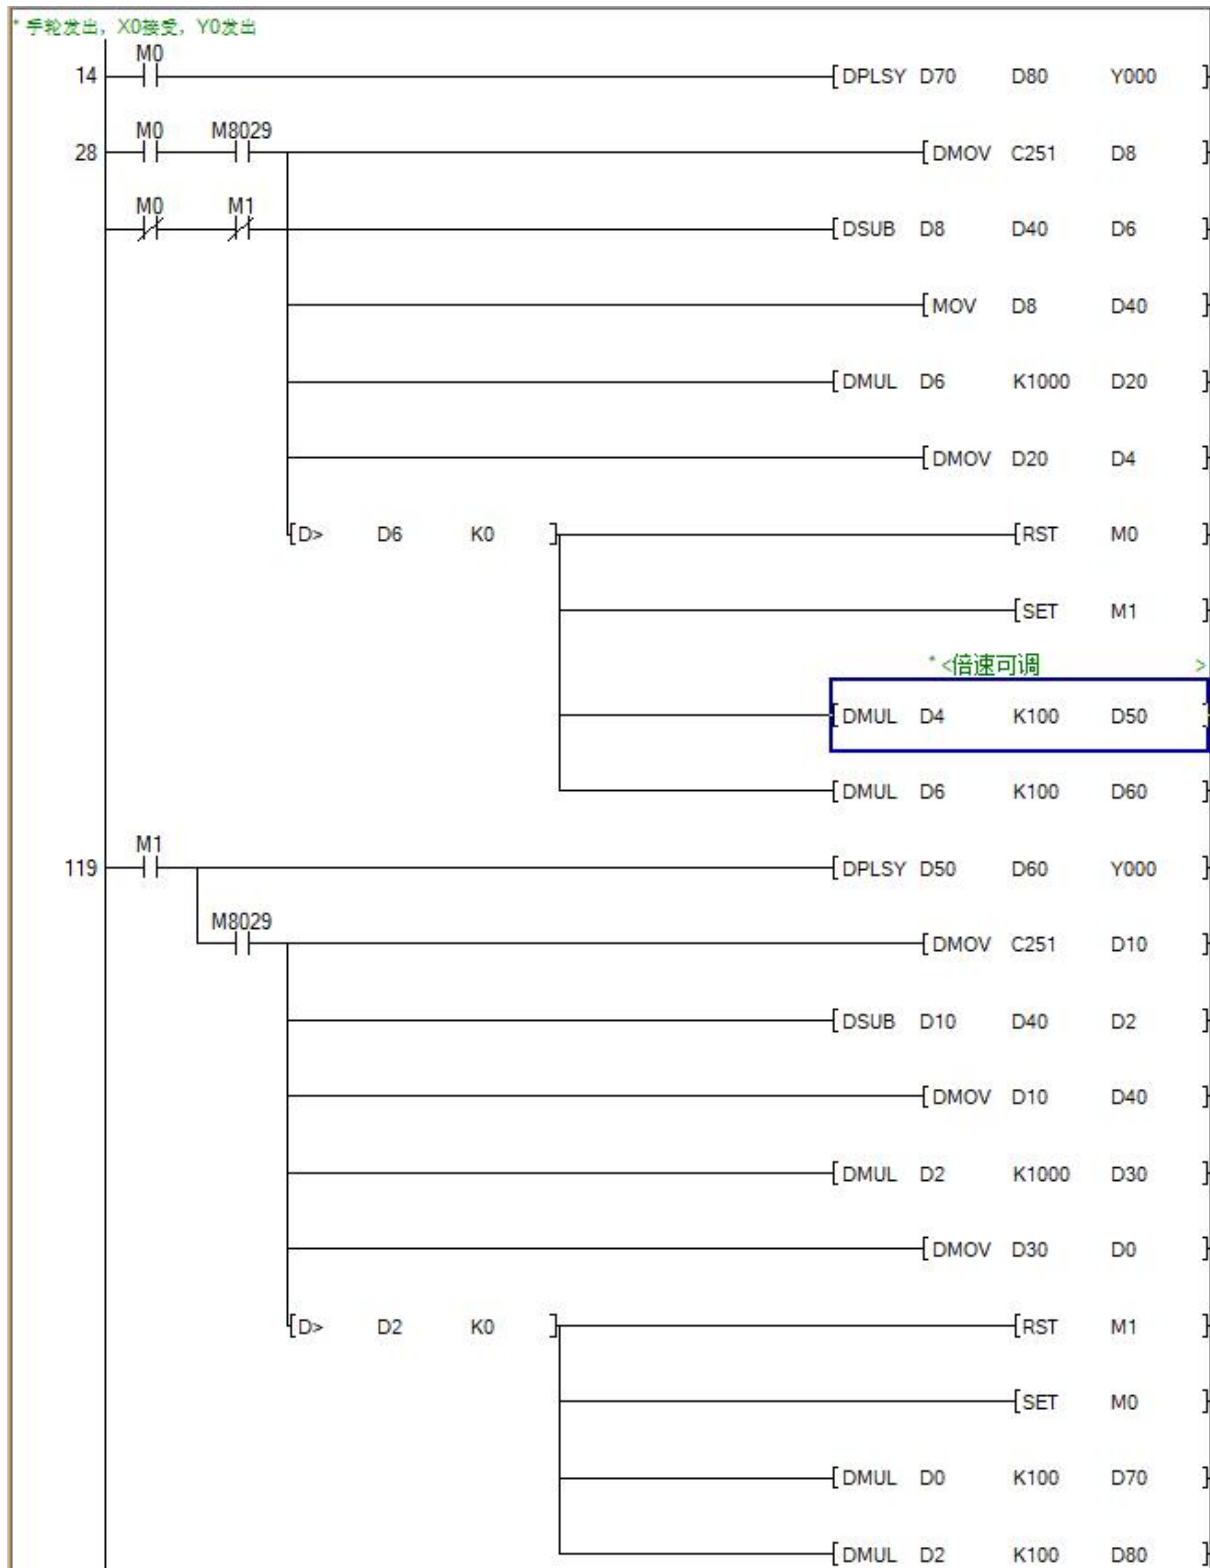 * 手轮发出，X0接受，Y0发出
M0
14 [DPLSY D70 D80 Y000 ]
M0 M8029
28 [DMOV C251 D8 ]
M0 M1
[DSUB D8 D40 D6 ]
[MOV D8 D40 ]
[DMUL D6 K1000 D20 ]
[DMOV D20 D4 ]
[D> D6 K0 ] [RST M0 ]
[SET M1 ]
* <倍速可调 >
[DMUL D4 K100 D50 ]
[DMUL D6 K100 D60 ]
M1
119 [DPLSY D50 D60 Y000 ]
M8029
[DMOV C251 D10 ]
[DSUB D10 D40 D2 ]
[DMOV D10 D40 ]
[DMUL D2 K1000 D30 ]
[DMOV D30 D0 ]
[D> D2 K0 ] [RST M1 ]
[SET M0 ]
[DMUL D0 K100 D70 ]
[DMUL D2 K100 D80 ]